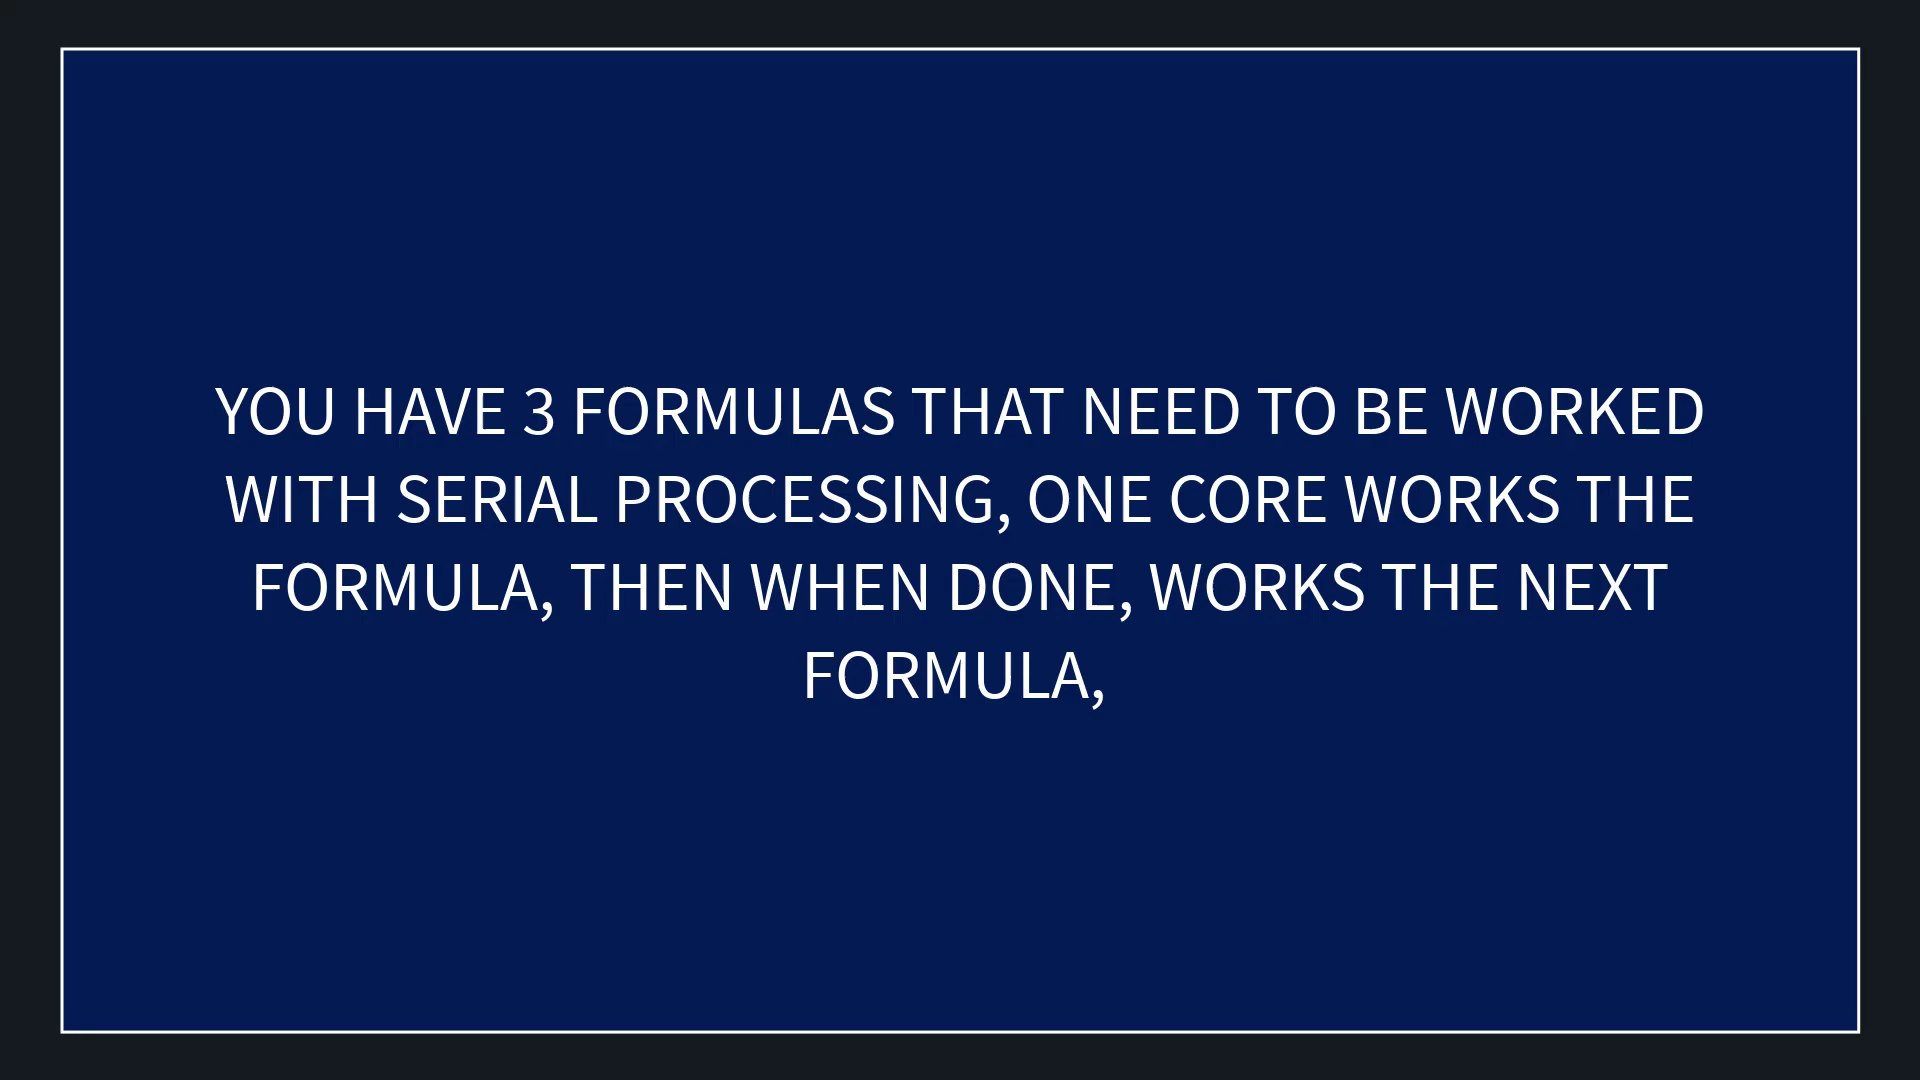 YOU HAVE 3 FORMULAS THAT NEED TO BE WORKED
WITH SERIAL PROCESSING, ONE CORE WORKS THE
FORMULA, THEN WHEN DONE, WORKS THE NEXT
FORMULA,